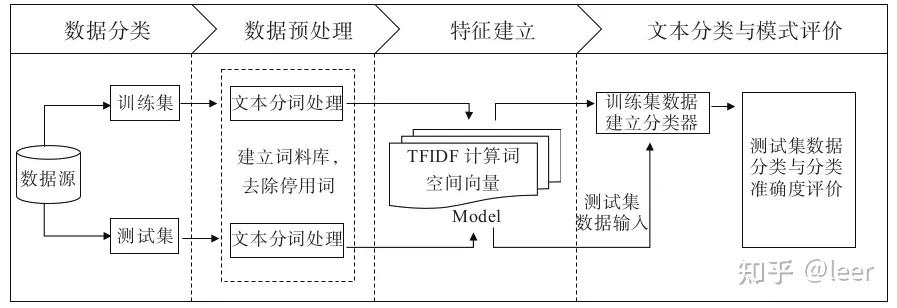 数据分类
数据预处理
特征建立
文本分类与模式评价
训练集
文本分词处理
训练集数据
建立分类器
数据源
建立词料库，
去除停用词
TFIDF 计算词
空间向量
Model
测试集数据
分类与分类
准确度评价
测试集
文本分词处理
测试集
数据输入
知乎 @leer